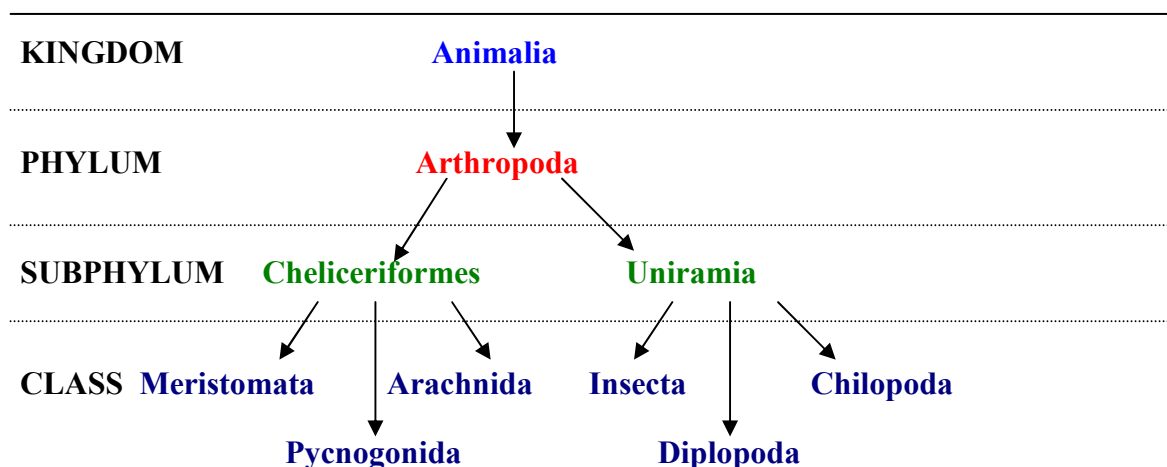 KINGDOM Animalia
PHYLUM Arthropoda
SUBPHYLUM Cheliceriformes Uniramia
CLASS Meristomata Arachnida Insecta Chilopoda
Pycnogonida Diplopoda